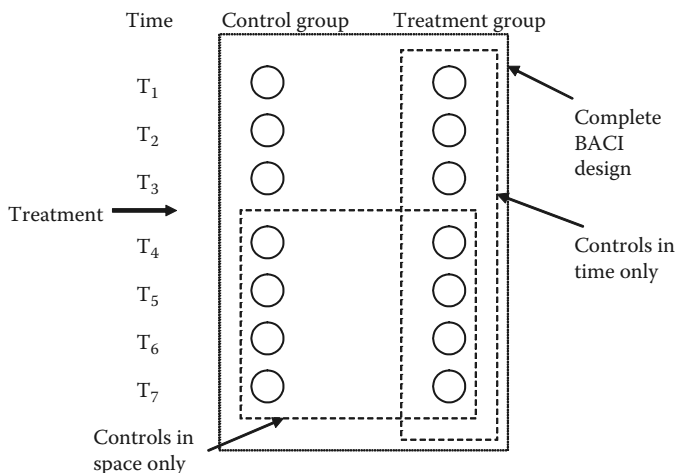 Time
Control group
Treatment group
T₁
T₂
T₃
Treatment
T₄
T₅
T₆
T₇
Complete
BACI
design
Controls in
time only
Controls in
space only